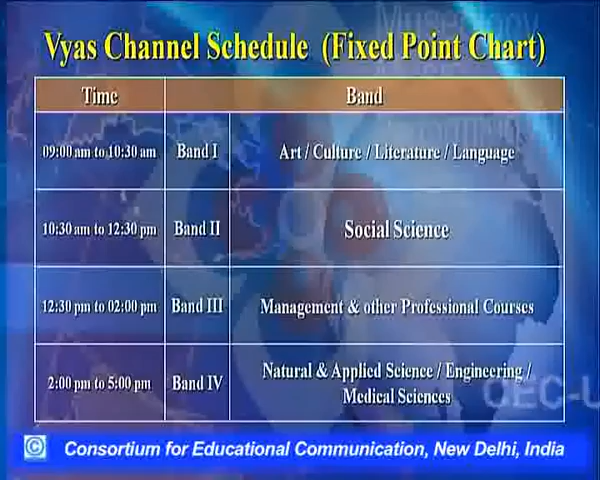 Museology
Vyas Channel Schedule (Fixed Point Chart)
Time Band
09:00 am to 10:30 am Band I Art / Culture / Literature / Language
10:30 am to 12:30 pm Band II Social Science
12:30 pm to 02:00 pm Band III Management & other Professional Courses
2:00 pm to 5:00 pm Band IV Natural & Applied Science / Engineering /
Medical Sciences
CEC-U
© Consortium for Educational Communication, New Delhi, India